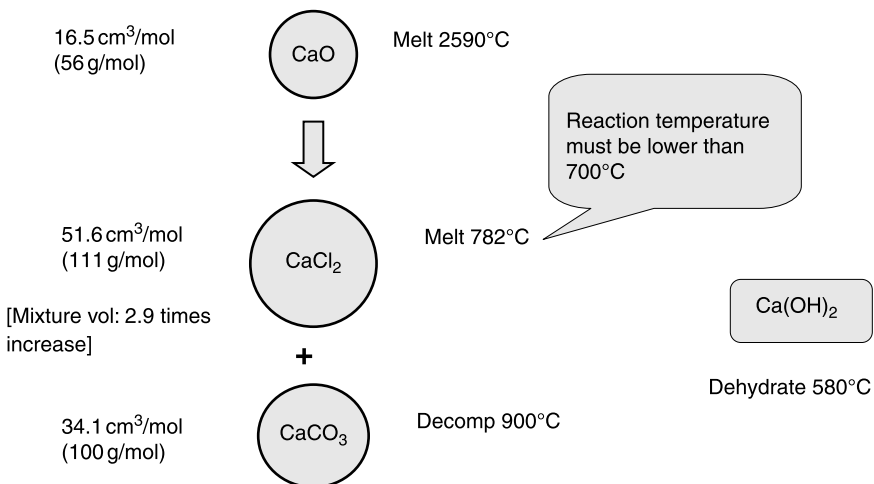 16.5 cm³/mol
(56 g/mol)
CaO
Melt 2590°C
Reaction temperature
must be lower than
700°C
51.6 cm³/mol
(111 g/mol)
CaCl₂
Melt 782°C
[Mixture vol: 2.9 times
increase]
+
Ca(OH)₂
Dehydrate 580°C
34.1 cm³/mol
(100 g/mol)
CaCO₃
Decomp 900°C